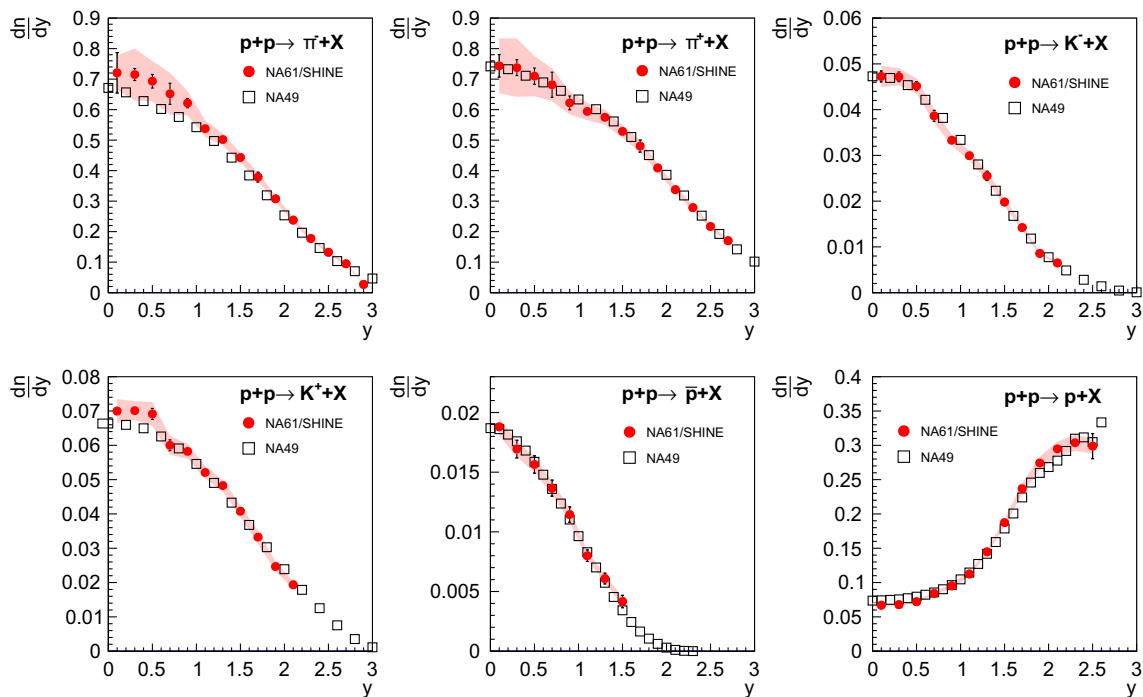 dn
dy
p+p→ π⁻+X
NA61/SHINE
NA49
0.9
0.8
0.7
0.6
0.5
0.4
0.3
0.2
0.1
0
0 0.5 1 1.5 2 2.5 3
y
dn
dy
p+p→ π⁺+X
NA61/SHINE
NA49
0.9
0.8
0.7
0.6
0.5
0.4
0.3
0.2
0.1
0
0 0.5 1 1.5 2 2.5 3
y
dn
dy
p+p→ K⁻+X
NA61/SHINE
NA49
0.06
0.04
0.02
0
0 0.5 1 1.5 2 2.5 3
y
dn
dy
p+p→ K⁺+X
NA61/SHINE
NA49
0.08
0.07
0.06
0.05
0.04
0.03
0.02
0.01
0
0 0.5 1 1.5 2 2.5 3
y
dn
dy
p+p→ p̅+X
NA61/SHINE
NA49
0.02
0.015
0.01
0.005
0
0 0.5 1 1.5 2 2.5 3
y
dn
dy
p+p→ p+X
NA61/SHINE
NA49
0.4
0.35
0.3
0.25
0.2
0.15
0.1
0.05
0
0 0.5 1 1.5 2 2.5 3
y